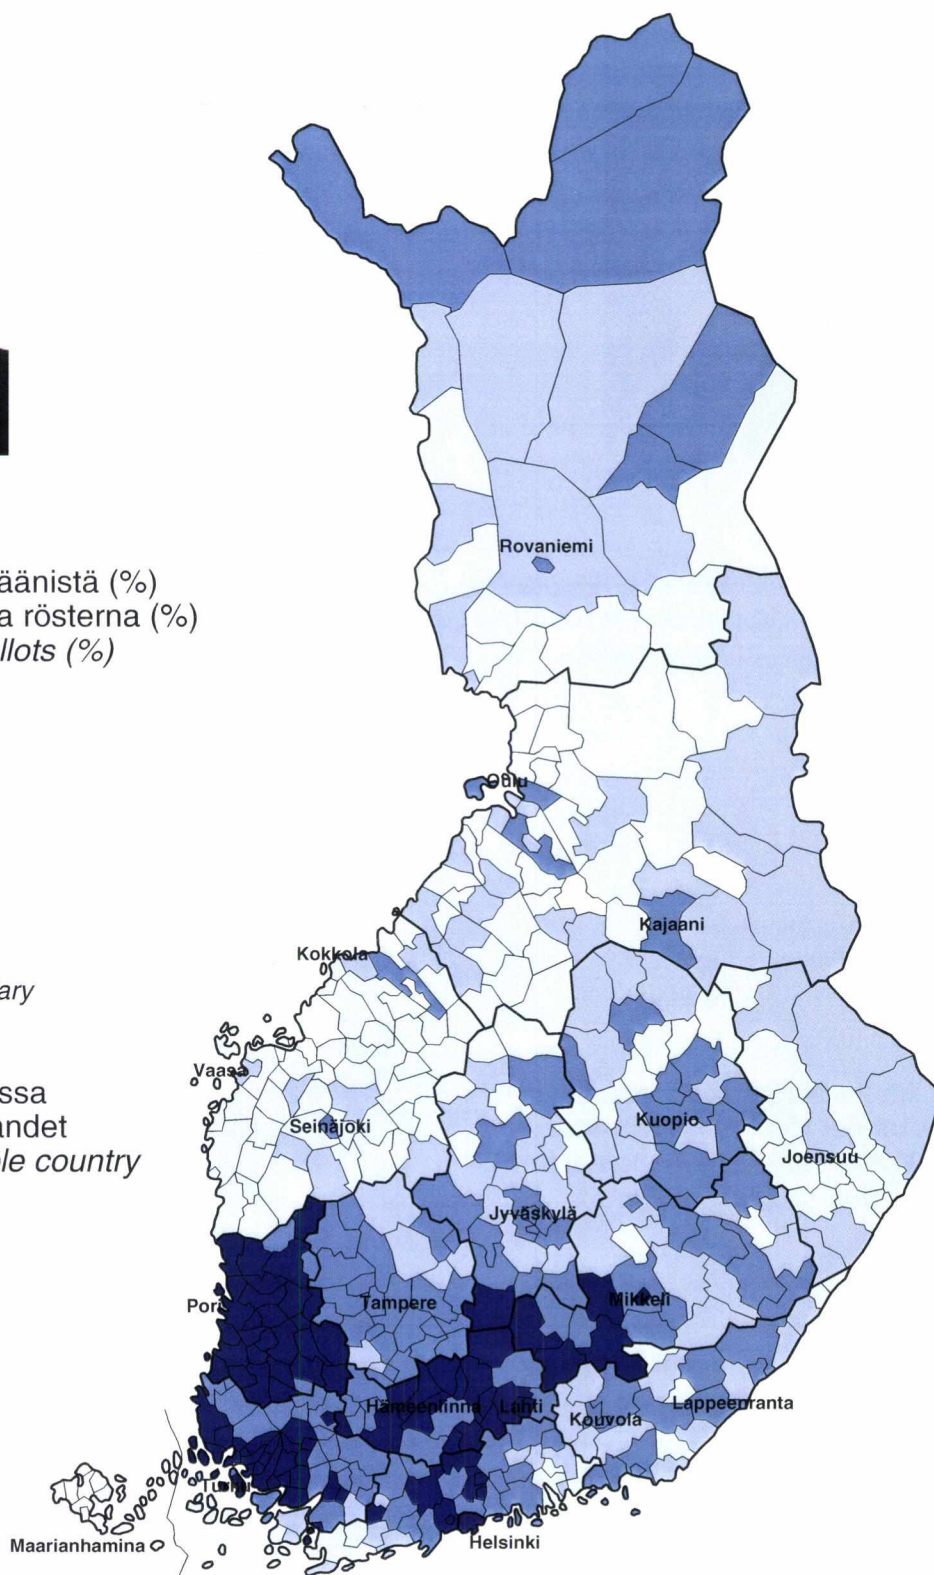 äänistä (%)
a rösterna (%)
llots (%)
ary
ssa
andet
le country
Rovaniemi
Oulu
Kajaani
Kokkola
Vaasa
Seinäjoki
Kuopio
Joensuu
Jyväskylä
Pori
Tampere
Mikkeli
Hämeenlinna
Lahti
Kouvola
Lappeenranta
Turku
Maarianhamina
Helsinki